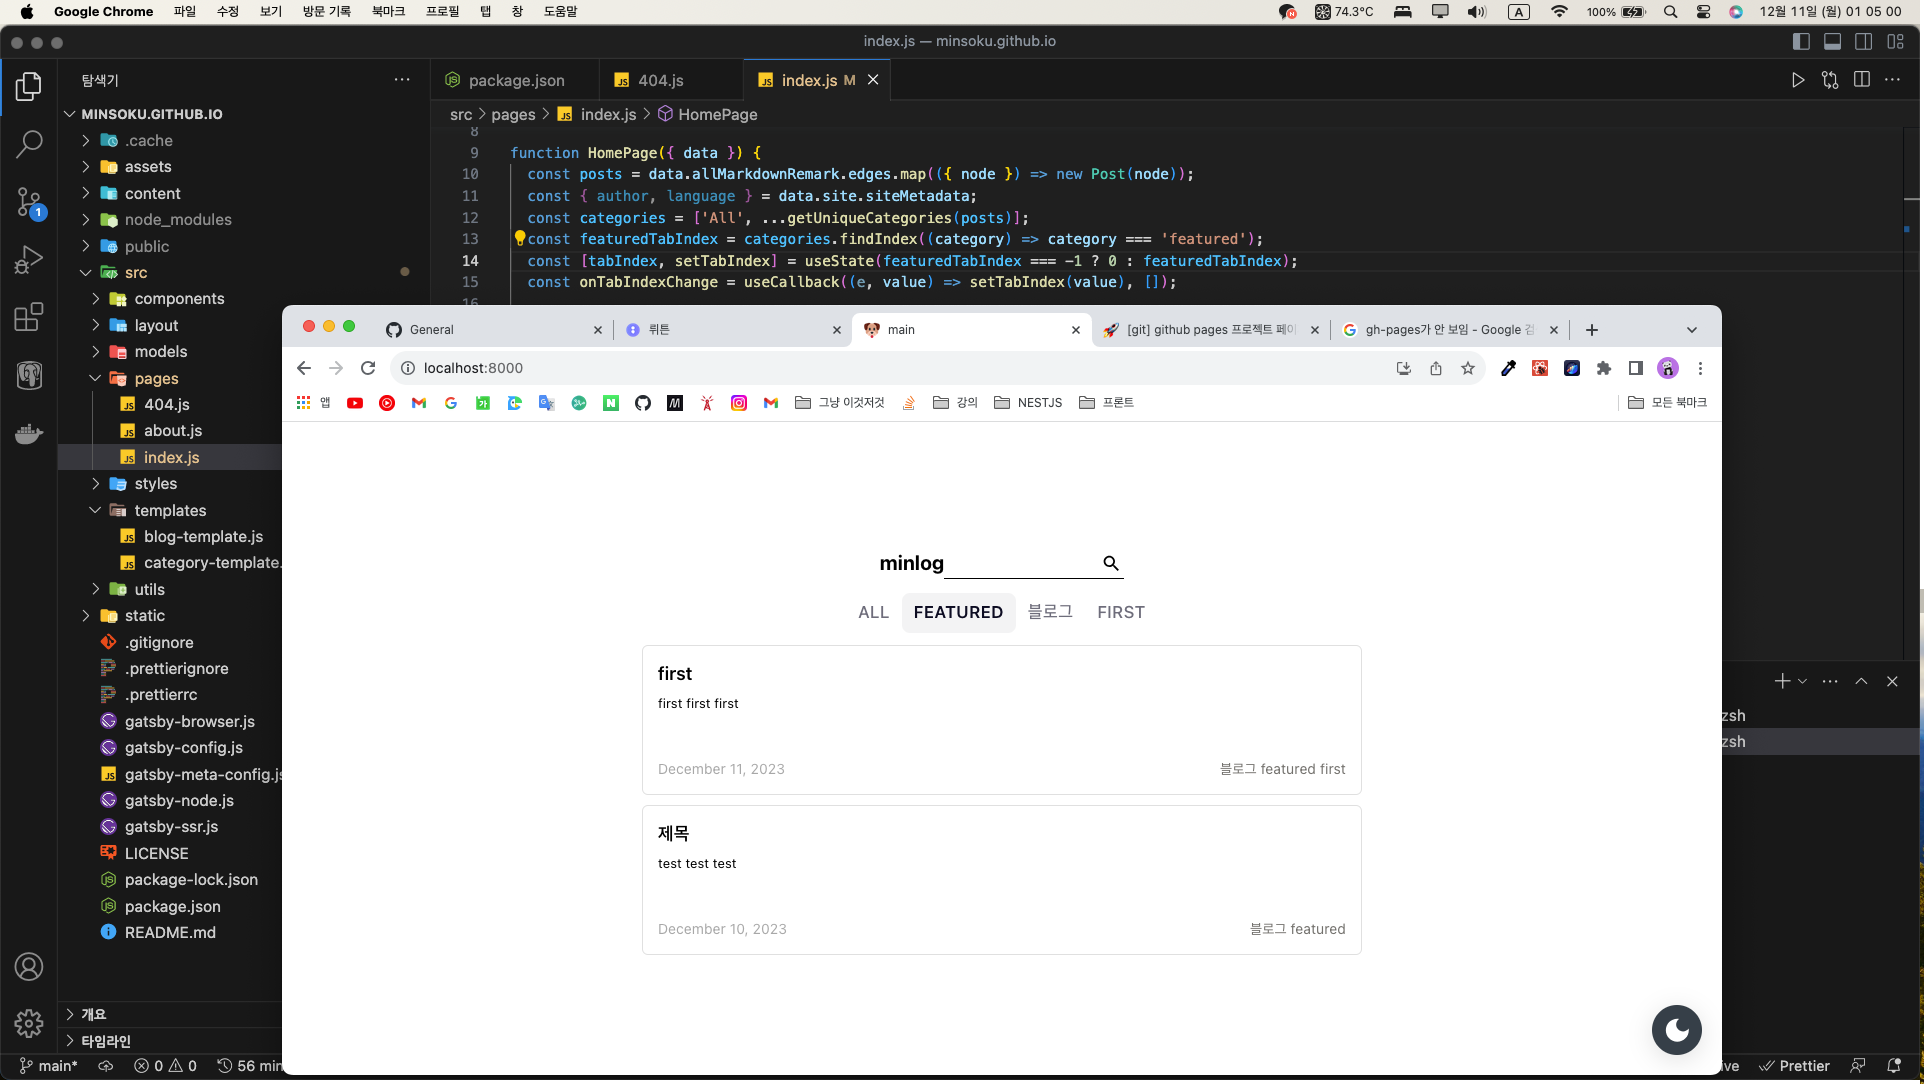 Google Chrome 파일 수정 보기 방문 기록 북마크 프로필 탭 창 도움말 74.3°C A 100% 12월 11일 (월) 01 05 00
index.js — minsoku.github.io
탐색기
package.json
404.js
index.js M
src > pages > index.js > HomePage
MINSOKU.GITHUB.IO
.cache
assets
content
node_modules
public
src
components
layout
models
pages
404.js
about.js
index.js
styles
templates
blog-template.js
category-template.
utils
static
.gitignore
.prettierignore
.prettierrc
gatsby-browser.js
gatsby-config.js
gatsby-meta-config.js
gatsby-node.js
gatsby-ssr.js
LICENSE
package-lock.json
package.json
README.md
개요
타임라인
1
8
9 function HomePage({ data }) {
10 const posts = data.allMarkdownRemark.edges.map(({ node }) => new Post(node));
11 const { author, language } = data.site.siteMetadata;
12 const categories = ['All', ...getUniqueCategories(posts)];
13 const featuredTabIndex = categories.findIndex((category) => category === 'featured');
14 const [tabIndex, setTabIndex] = useState(featuredTabIndex === -1 ? 0 : featuredTabIndex);
15 const onTabIndexChange = useCallback((e, value) => setTabIndex(value), []);
16
General
뤼튼
main
[git] github pages 프로젝트 페이
gh-pages가 안 보임 - Google 검
localhost:8000
앱 그냥 이것저것 강의 NESTJS 프론트 모든 북마크
minlog
ALL FEATURED 블로그 FIRST
first
first first first
December 11, 2023 블로그 featured first
제목
test test test
December 10, 2023 블로그 featured
zsh
zsh
main* 0 0 56 min ive Prettier